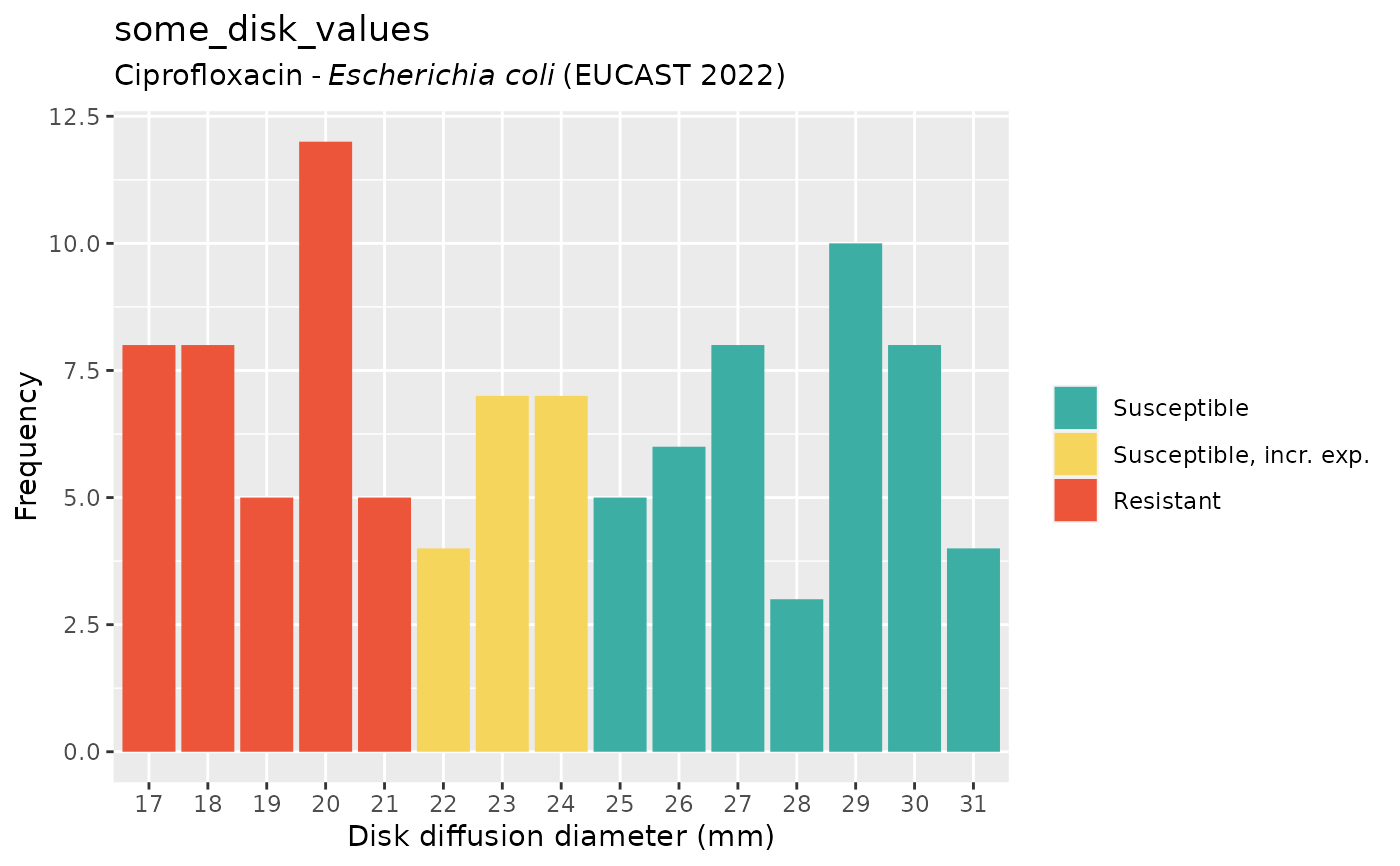 some_disk_values
Ciprofloxacin - Escherichia coli (EUCAST 2022)
12.5
10.0
7.5
5.0
2.5
0.0
Frequency
17 18 19 20 21 22 23 24 25 26 27 28 29 30 31
Disk diffusion diameter (mm)
Susceptible
Susceptible, incr. exp.
Resistant